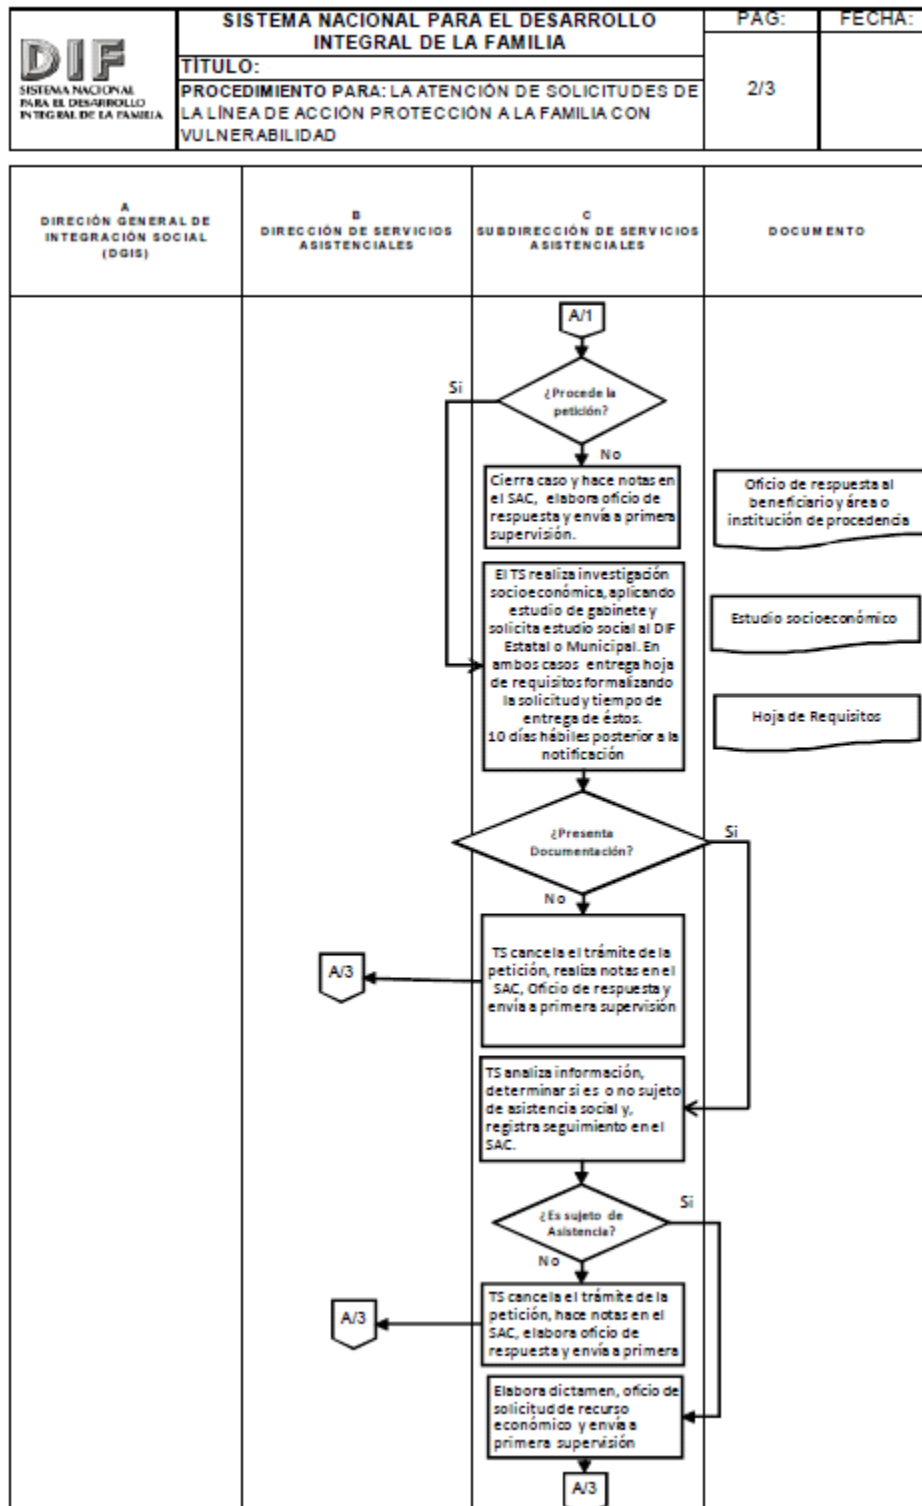 DIF
SISTEMA NACIONAL
PARA EL DESARROLLO
INTEGRAL DE LA FAMILIA
SISTEMA NACIONAL PARA EL DESARROLLO
INTEGRAL DE LA FAMILIA
TÍTULO:
PROCEDIMIENTO PARA: LA ATENCIÓN DE SOLICITUDES DE
LA LÍNEA DE ACCIÓN PROTECCIÓN A LA FAMILIA CON
VULNERABILIDAD
PAG:
2/3
FECHA:
A
DIRECIÓN GENERAL DE
INTEGRACIÓN SOCIAL
(DGIS)
B
DIRECCIÓN DE SERVICIOS
ASISTENCIALES
C
SUBDIRECCIÓN DE SERVICIOS
ASISTENCIALES
DOCUMENTO
A/1
¿Procede la
petición?
Si
No
Cierra caso y hace notas en
el SAC, elabora oficio de
respuesta y envía a primera
supervisión.
Oficio de respuesta al
beneficiario y área o
institución de procedencia
El TS realiza investigación
socioeconómica, aplicando
estudio de gabinete y
solicita estudio social al DIF
Estatal o Municipal. En
ambos casos entrega hoja
de requisitos formalizando
la solicitud y tiempo de
entrega de éstos.
10 días hábiles posterior a la
notificación
Estudio socioeconómico
Hoja de Requisitos
¿Presenta
Documentación?
Si
No
TS cancela el trámite de la
petición, realiza notas en el
SAC, Oficio de respuesta y
envía a primera supervisión
A/3
TS analiza información,
determinar si es o no sujeto
de asistencia social y,
registra seguimiento en el
SAC.
¿Es sujeto de
Asistencia?
Si
No
TS cancela el trámite de la
petición, hace notas en el
SAC, elabora oficio de
respuesta y envía a primera
A/3
Elabora dictamen, oficio de
solicitud de recurso
económico y envía a
primera supervisión
A/3